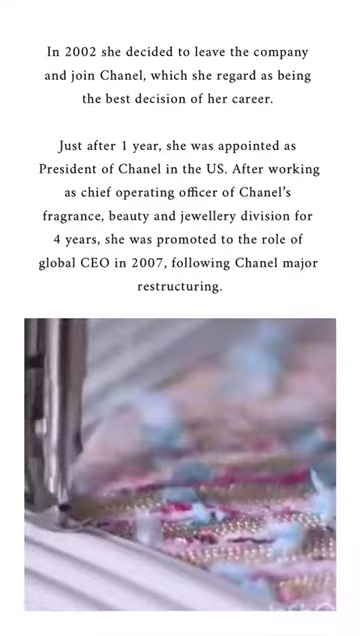 In 2002 she decided to leave the company
and join Chanel, which she regard as being
the best decision of her career.
Just after 1 year, she was appointed as
President of Chanel in the US. After working
as chief operating officer of Chanel’s
fragrance, beauty and jewellery division for
4 years, she was promoted to the role of
global CEO in 2007, following Chanel major
restructuring.